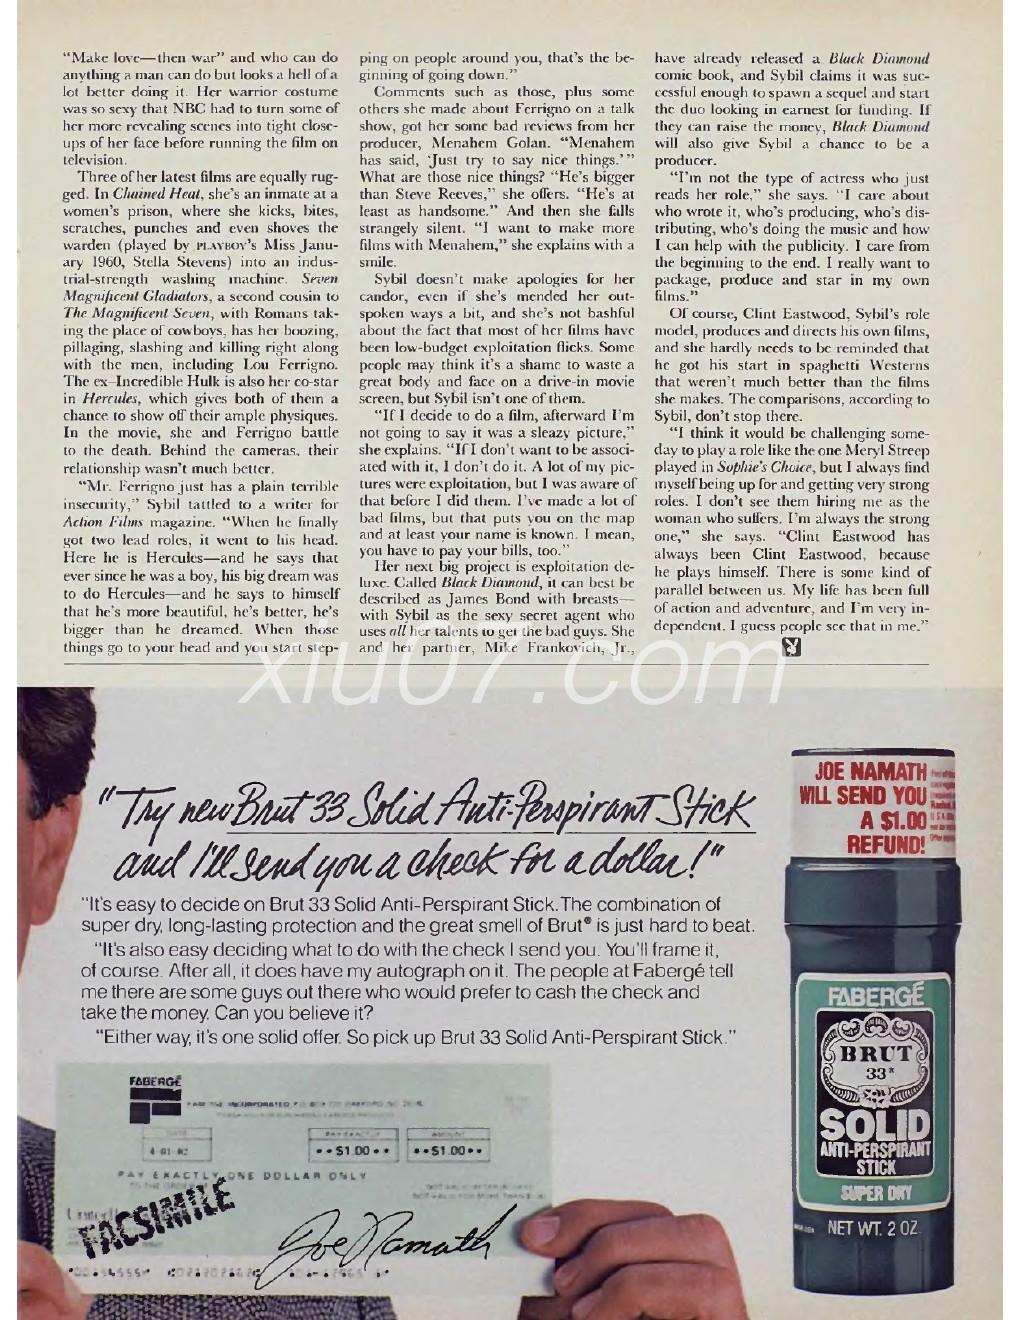 “Make love—then war” and who can do
anything a man can do but looks a hell of a
lot better doing it. Her warrior costume
was so sexy that NBC had to turn some of
her more revealing scenes into tight close-
ups of her face before running the film on
television.
Three of her latest films are equally rug-
ged. In Chained Heat, she’s an inmate at a
women’s prison, where she kicks, bites,
scratches, punches and even shoves the
warden (played by PLAYBOY’s Miss Janu-
ary 1960, Stella Stevens) into an indus-
trial-strength washing machine. Seven
Magnificent Gladiators, a second cousin to
The Magnificent Seven, with Romans tak-
ing the place of cowboys, has her boozing,
pillaging, slashing and killing right along
with the men, including Lou Ferrigno.
The ex–Incredible Hulk is also her co-star
in Hercules, which gives both of them a
chance to show off their ample physiques.
In the movie, she and Ferrigno battle
to the death. Behind the cameras, their
relationship wasn’t much better.
“Mr. Ferrigno just has a plain terrible
insecurity,” Sybil tattled to a writer for
Action Films magazine. “When he finally
got two lead roles, it went to his head.
Here he is Hercules—and he says that
ever since he was a boy, his big dream was
to do Hercules—and he says to himself
that he’s more beautiful, he’s better, he’s
bigger than he dreamed. When those
things go to your head and you start step-
ping on people around you, that’s the be-
ginning of going down.”
Comments such as those, plus some
others she made about Ferrigno on a talk
show, got her some bad reviews from her
producer, Menahem Golan. “Menahem
has said, ‘Just try to say nice things.’ ”
What are those nice things? “He’s bigger
than Steve Reeves,” she offers. “He’s at
least as handsome.” And then she falls
strangely silent. “I want to make more
films with Menahem,” she explains with a
smile.
Sybil doesn’t make apologies for her
candor, even if she’s mended her out-
spoken ways a bit, and she’s not bashful
about the fact that most of her films have
been low-budget exploitation flicks. Some
people may think it’s a shame to waste a
great body and face on a drive-in movie
screen, but Sybil isn’t one of them.
“If I decide to do a film, afterward I’m
not going to say it was a sleazy picture,”
she explains. “If I don’t want to be associ-
ated with it, I don’t do it. A lot of my pic-
tures were exploitation, but I was aware of
that before I did them. I’ve made a lot of
bad films, but that puts you on the map
and at least your name is known. I mean,
you have to pay your bills, too.”
Her next big project is exploitation de-
luxe. Called Black Diamond, it can best be
described as James Bond with breasts—
with Sybil as the sexy secret agent who
uses all her talents to get the bad guys. She
and her partner, Mike Frankovich, Jr.,
have already released a Black Diamond
comic book, and Sybil claims it was suc-
cessful enough to spawn a sequel and start
the duo looking in earnest for funding. If
they can raise the money, Black Diamond
will also give Sybil a chance to be a
producer.
“I’m not the type of actress who just
reads her role,” she says. “I care about
who wrote it, who’s producing, who’s dis-
tributing, who’s doing the music and how
I can help with the publicity. I care from
the beginning to the end. I really want to
package, produce and star in my own
films.”
Of course, Clint Eastwood, Sybil’s role
model, produces and directs his own films,
and she hardly needs to be reminded that
he got his start in spaghetti Westerns
that weren’t much better than the films
she makes. The comparisons, according to
Sybil, don’t stop there.
“I think it would be challenging some-
day to play a role like the one Meryl Streep
played in Sophie’s Choice, but I always find
myself being up for and getting very strong
roles. I don’t see them hiring me as the
woman who suffers. I’m always the strong
one,” she says. “Clint Eastwood has
always been Clint Eastwood, because
he plays himself. There is some kind of
parallel between us. My life has been full
of action and adventure, and I’m very in-
dependent. I guess people see that in me.”
xiu07.com
"Try new Brut 33 Solid Anti-Perspirant Stick
and I'll send you a check for a dollar!"
"It's easy to decide on Brut 33 Solid Anti-Perspirant Stick. The combination of
super dry, long-lasting protection and the great smell of Brut® is just hard to beat.
"It's also easy deciding what to do with the check I send you. You'll frame it,
of course. After all, it does have my autograph on it. The people at Fabergé tell
me there are some guys out there who would prefer to cash the check and
take the money. Can you believe it?
"Either way, it's one solid offer. So pick up Brut 33 Solid Anti-Perspirant Stick."
FABERGÉ
AMOUNT
4 01 82
$1.00
$1.00
PAY EXACTLY ONE DOLLAR ONLY
FACSIMILE
Joe Namath
JOE NAMATH
WILL SEND YOU
A $1.00
REFUND!
FABERGÉ
BRUT
33®
SOLID
ANTI-PERSPIRANT
STICK
SUPER DRY
NET WT. 2 OZ.